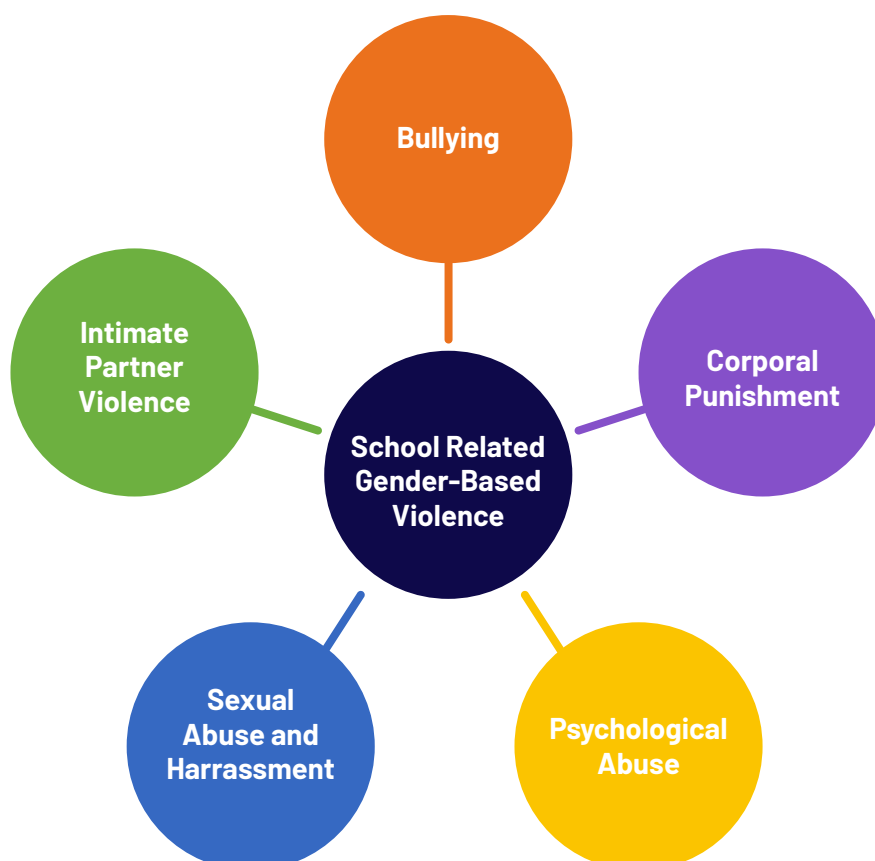 Bullying
Intimate
Partner
Violence
Corporal
Punishment
School Related
Gender-Based
Violence
Sexual
Abuse and
Harrassment
Psychological
Abuse